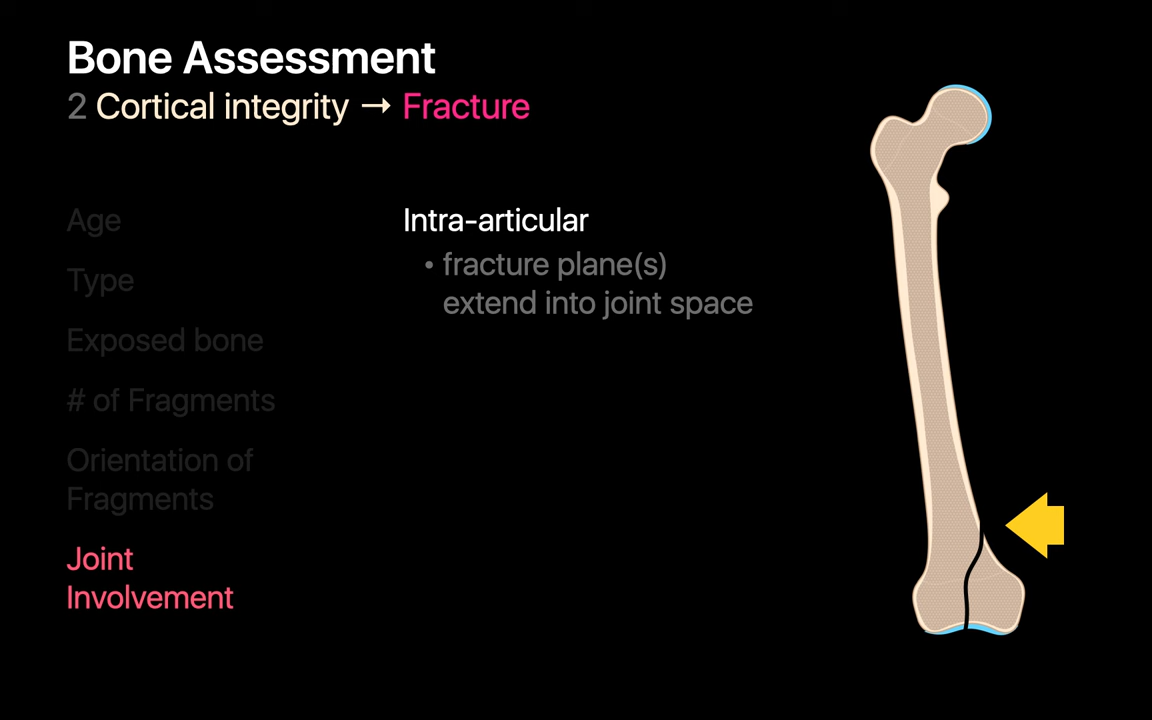 Bone Assessment
2 Cortical integrity → Fracture
Age
Type
Exposed bone
# of Fragments
Orientation of
Fragments
Joint
Involvement
Intra-articular
• fracture plane(s)
extend into joint space